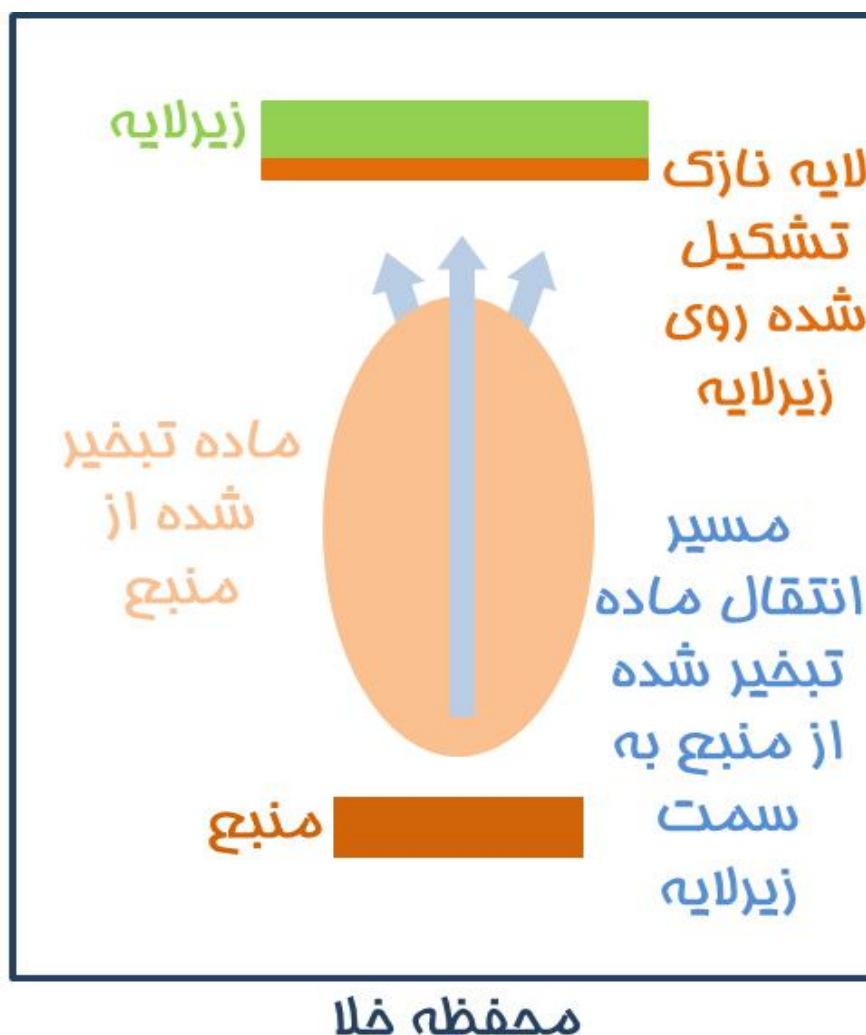 زیرلایه
لایه نازک
تشکیل
شده روی
زیرلایه
ماده تبخیر
شده از
منبع
مسیر
انتقال ماده
تبخیر شده
از منبع به
سمت
زیرلایه
منبع
محفظه خلا